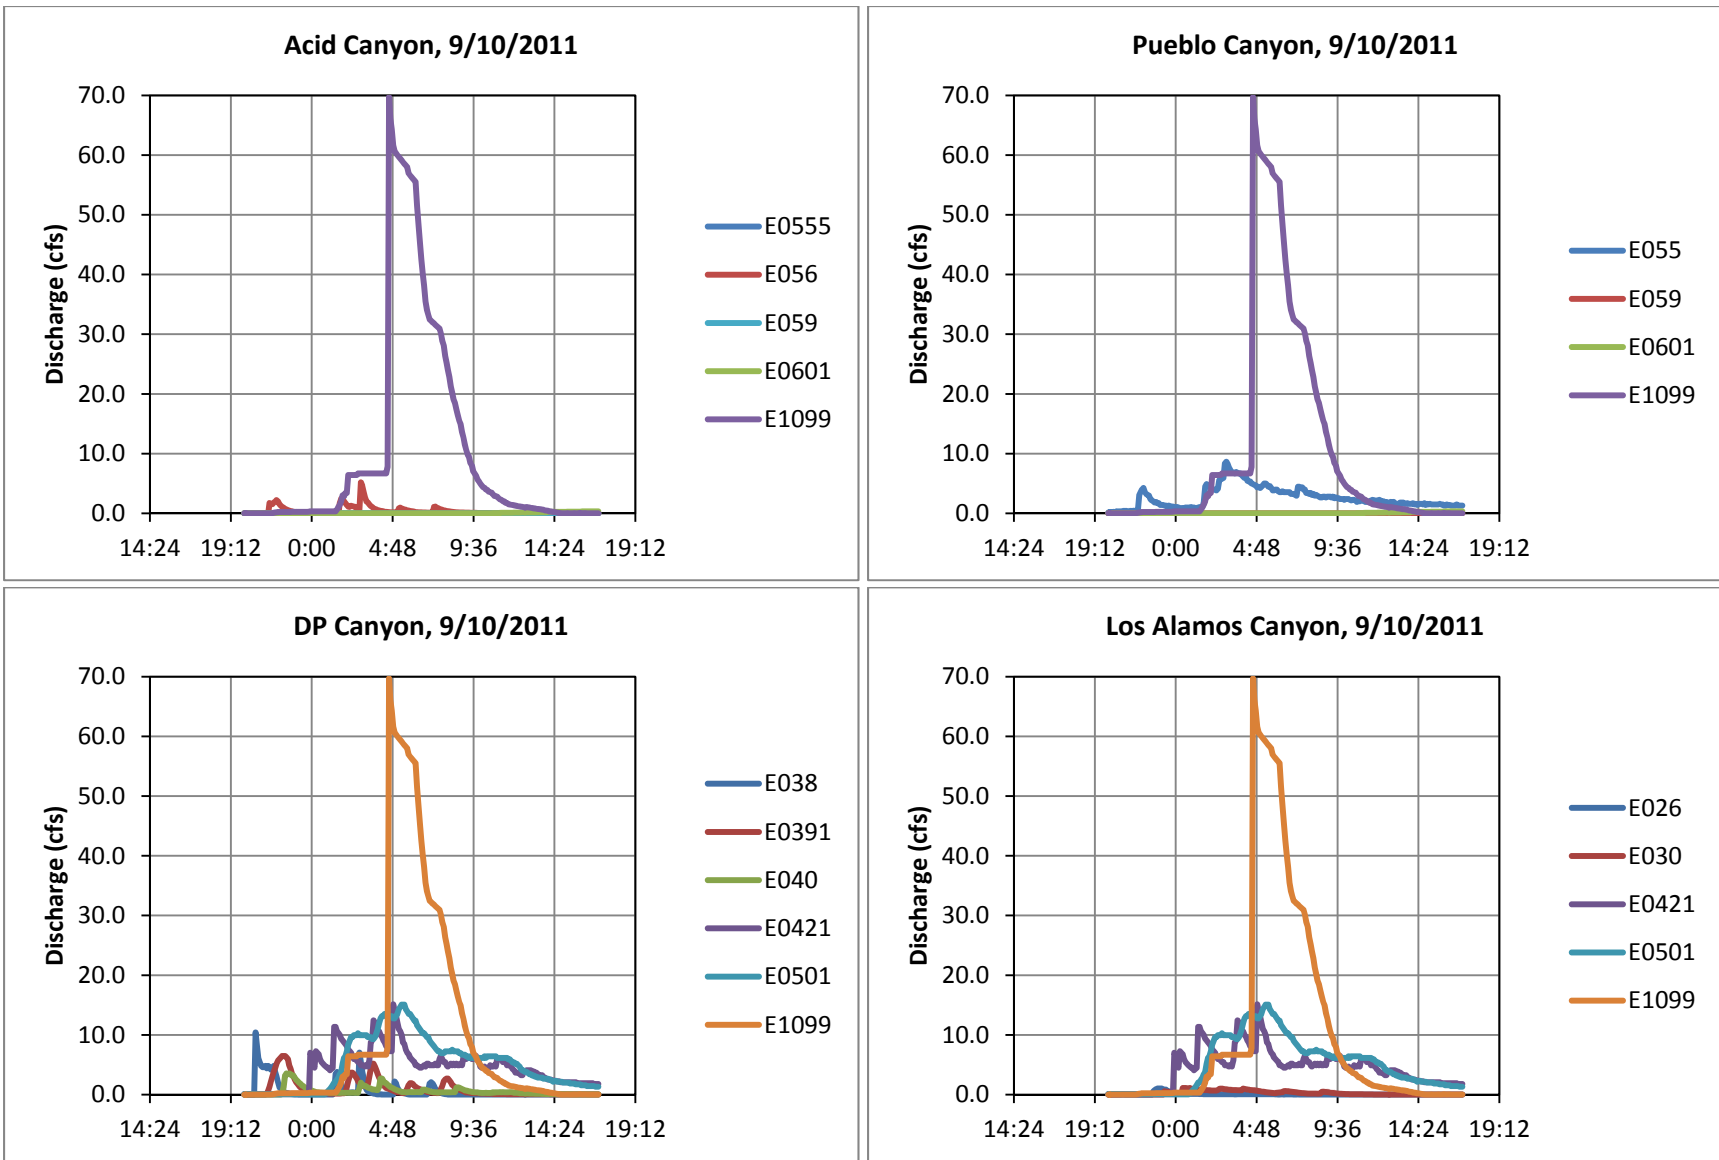 Acid Canyon, 9/10/2011
70.0
60.0
50.0
40.0
30.0
20.0
10.0
0.0
Discharge (cfs)
14:24 19:12 0:00 4:48 9:36 14:24 19:12
E0555
E056
E059
E0601
E1099
Pueblo Canyon, 9/10/2011
70.0
60.0
50.0
40.0
30.0
20.0
10.0
0.0
Discharge (cfs)
14:24 19:12 0:00 4:48 9:36 14:24 19:12
E055
E059
E0601
E1099
DP Canyon, 9/10/2011
70.0
60.0
50.0
40.0
30.0
20.0
10.0
0.0
Discharge (cfs)
14:24 19:12 0:00 4:48 9:36 14:24 19:12
E038
E0391
E040
E0421
E0501
E1099
Los Alamos Canyon, 9/10/2011
70.0
60.0
50.0
40.0
30.0
20.0
10.0
0.0
Discharge (cfs)
14:24 19:12 0:00 4:48 9:36 14:24 19:12
E026
E030
E0421
E0501
E1099